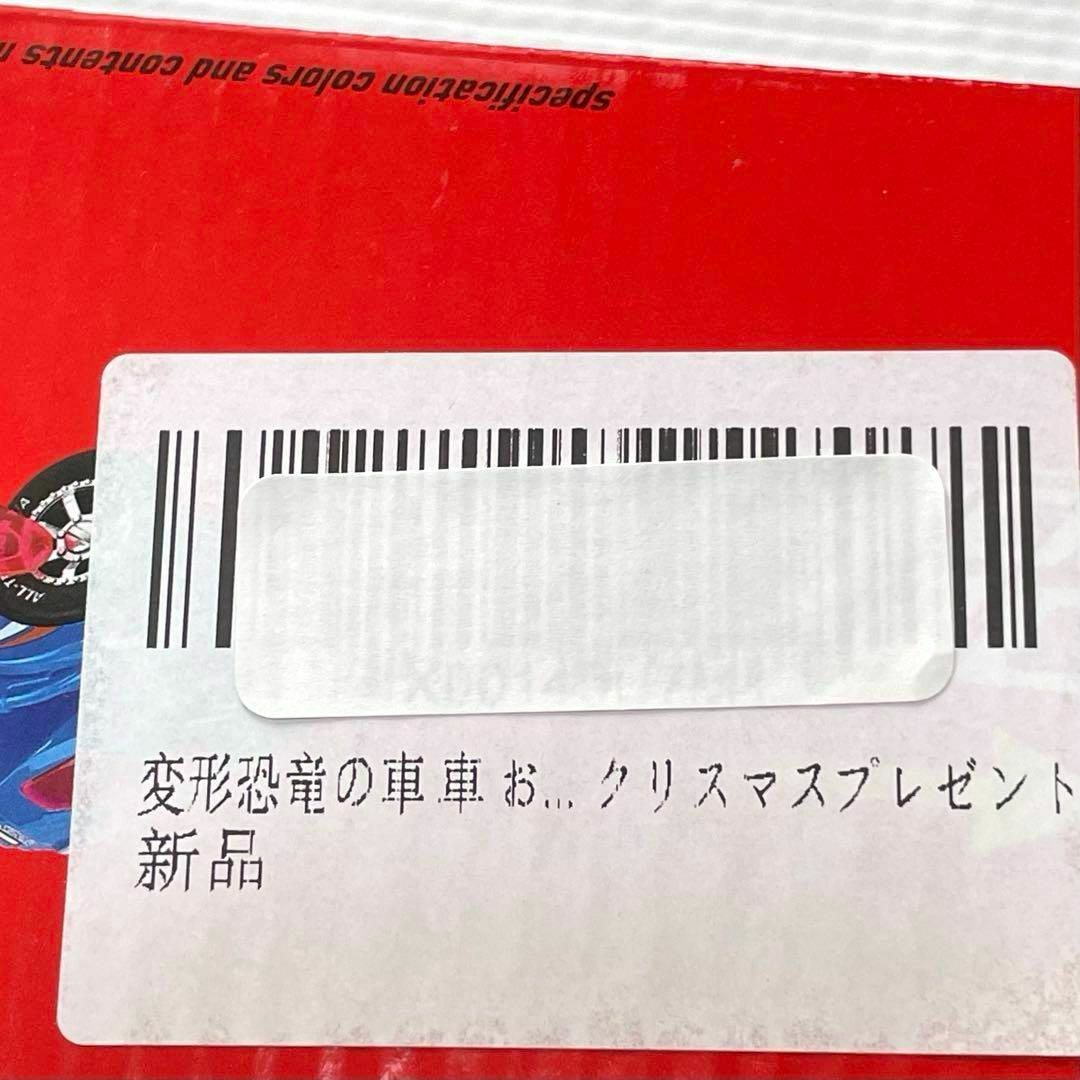 specification colors and contents
変形恐竜の車車 お... クリスマスプレゼント
新品